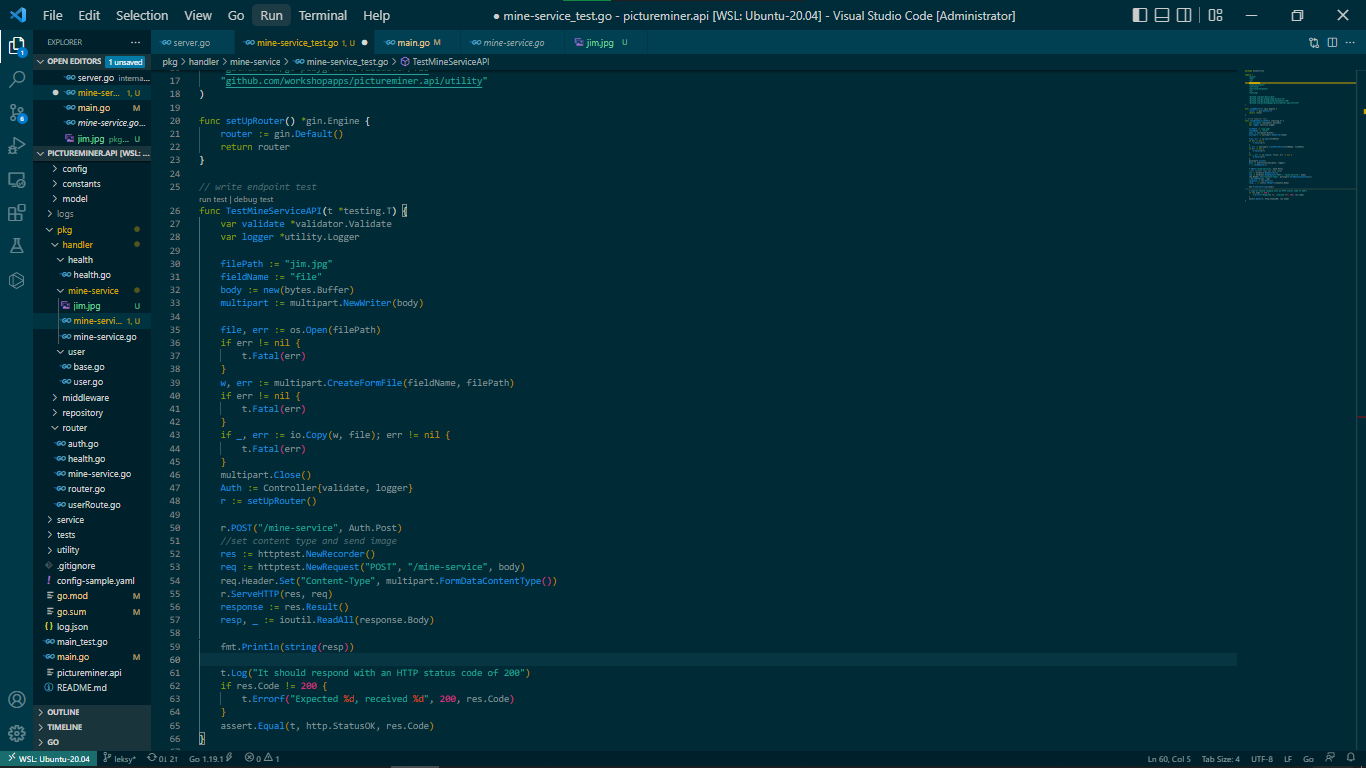 File Edit Selection View Go Run Terminal Help
● mine-service_test.go - pictureminer.api [WSL: Ubuntu-20.04] - Visual Studio Code [Administrator]
EXPLORER ...
server.go
mine-service_test.go 1, U ●
main.go M
mine-service.go
jim.jpg U
OPEN EDITORS 1 unsaved
server.go interna...
mine-ser... 1, U
main.go M
mine-service.go...
jim.jpg pkg... U
PICTUREMINER.API [WSL: ...
config
constants
model
logs
pkg
handler
health
health.go
mine-service
jim.jpg U
mine-servi... 1, U
mine-service.go
user
base.go
user.go
middleware
repository
router
auth.go
health.go
mine-service.go
router.go
userRoute.go
service
tests
utility
.gitignore
config-sample.yaml
go.mod M
go.sum M
log.json
main_test.go
main.go M
pictureminer.api
README.md
OUTLINE
TIMELINE
GO
pkg > handler > mine-service > mine-service_test.go > TestMineServiceAPI
17 "github.com/workshopapps/pictureminer.api/utility"
18 )
19
20 func setUpRouter() *gin.Engine {
21 router := gin.Default()
22 return router
23 }
24
25 // write endpoint test
run test | debug test
26 func TestMineServiceAPI(t *testing.T) {
27 var validate *validator.Validate
28 var logger *utility.Logger
29
30 filePath := "jim.jpg"
31 fieldName := "file"
32 body := new(bytes.Buffer)
33 multipart := multipart.NewWriter(body)
34
35 file, err := os.Open(filePath)
36 if err != nil {
37 t.Fatal(err)
38 }
39 w, err := multipart.CreateFormFile(fieldName, filePath)
40 if err != nil {
41 t.Fatal(err)
42 }
43 if _, err := io.Copy(w, file); err != nil {
44 t.Fatal(err)
45 }
46 multipart.Close()
47 Auth := Controller{validate, logger}
48 r := setUpRouter()
49
50 r.POST("/mine-service", Auth.Post)
51 //set content type and send image
52 res := httptest.NewRecorder()
53 req := httptest.NewRequest("POST", "/mine-service", body)
54 req.Header.Set("Content-Type", multipart.FormDataContentType())
55 r.ServeHTTP(res, req)
56 response := res.Result()
57 resp, _ := ioutil.ReadAll(response.Body)
58
59 fmt.Println(string(resp))
60
61 t.Log("It should respond with an HTTP status code of 200")
62 if res.Code != 200 {
63 t.Errorf("Expected %d, received %d", 200, res.Code)
64 }
65 assert.Equal(t, http.StatusOK, res.Code)
66 }
WSL: Ubuntu-20.04 leksy* 0↓ 2↑ Go 1.19.1 0 1
Ln 60, Col 5 Tab Size: 4 UTF-8 LF Go